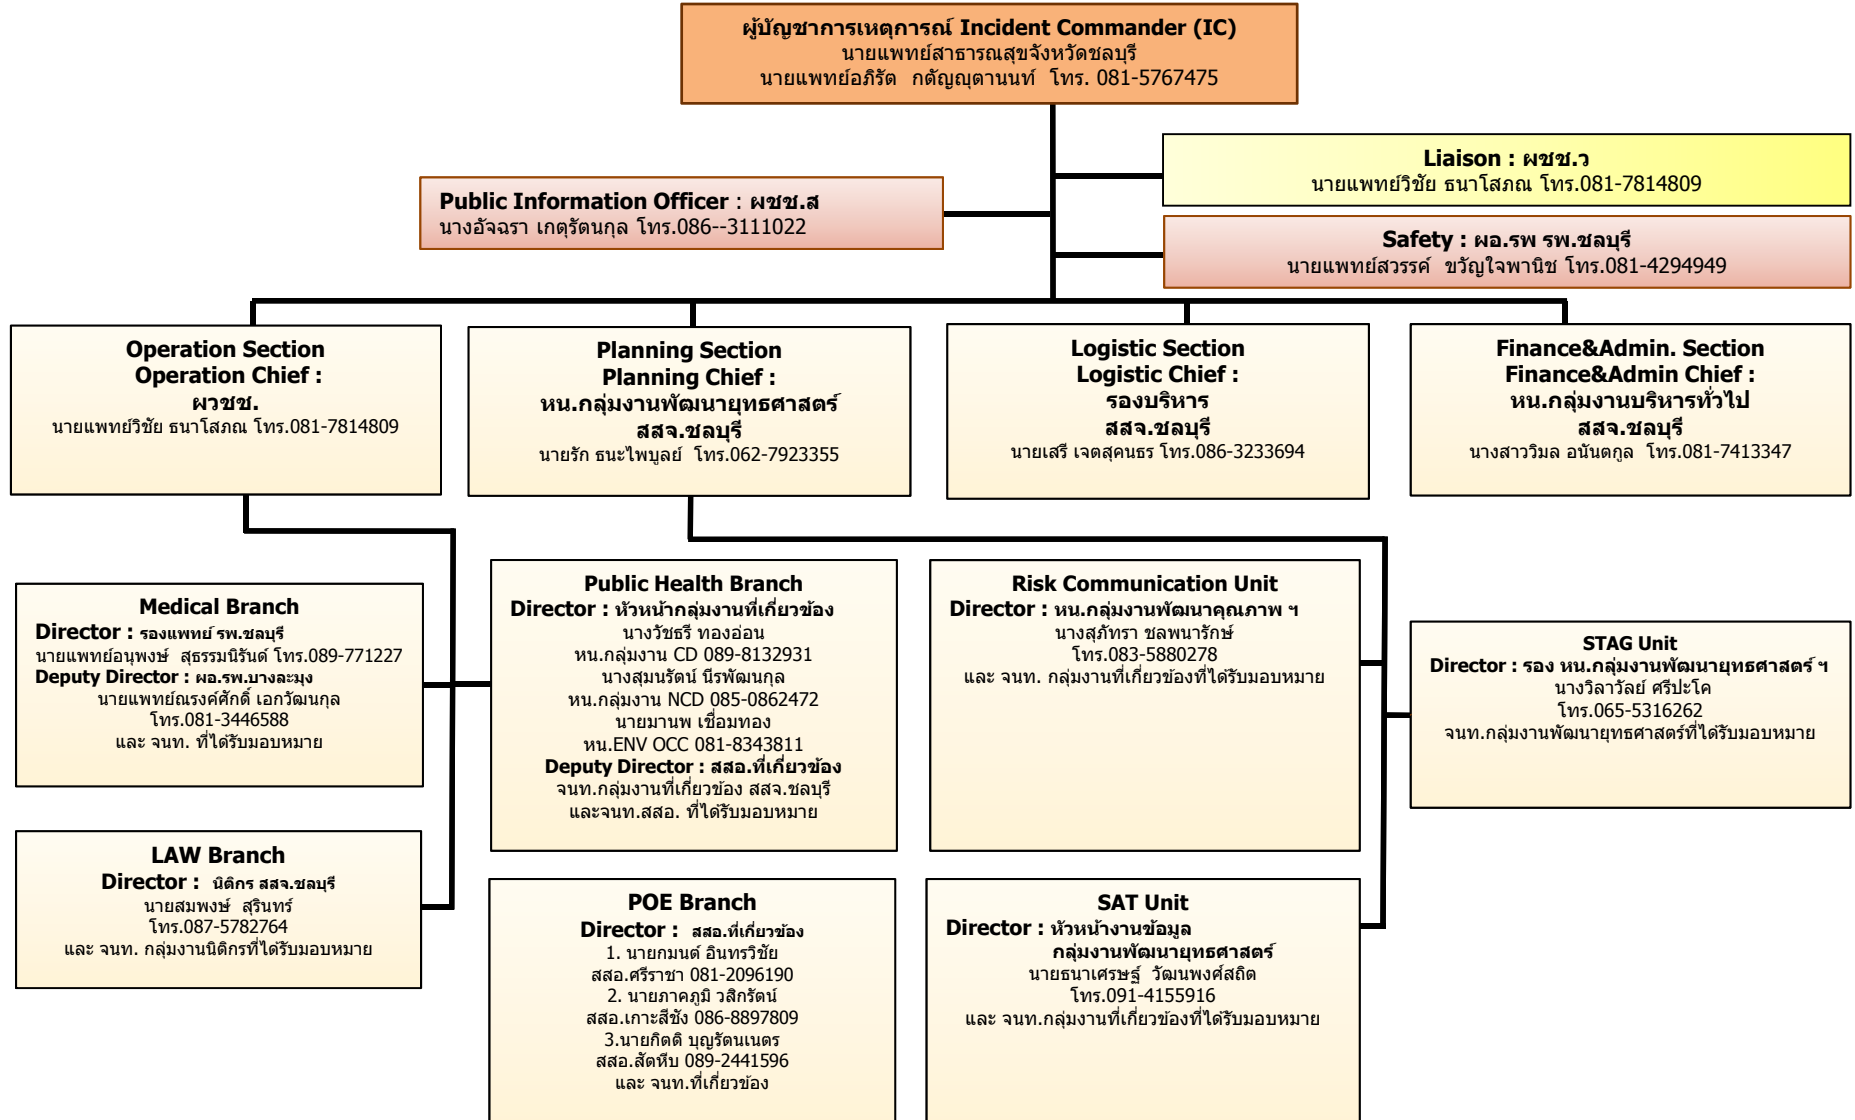 ผู้บัญชาการเหตุการณ์ Incident Commander (IC)
นายแพทย์สาธารณสุขจังหวัดชลบุรี
นายแพทย์อภิรัต กตัญญุตานนท์ โทร. 081-5767475
Liaison : ผชช.ว
นายแพทย์วิชัย ธนาโสภณ โทร.081-7814809
Public Information Officer : ผชช.ส
นางอัจฉรา เกตุรัตนกุล โทร.086--3111022
Safety : ผอ.รพ รพ.ชลบุรี
นายแพทย์สวรรค์ ขวัญใจพานิช โทร.081-4294949
Operation Section
Operation Chief :
ผวชช.
นายแพทย์วิชัย ธนาโสภณ โทร.081-7814809
Planning Section
Planning Chief :
หน.กลุ่มงานพัฒนายุทธศาสตร์
สสจ.ชลบุรี
นายรัก ธนะไพบูลย์ โทร.062-7923355
Logistic Section
Logistic Chief :
รองบริหาร
สสจ.ชลบุรี
นายเสรี เจตสุคนธร โทร.086-3233694
Finance&Admin. Section
Finance&Admin Chief :
หน.กลุ่มงานบริหารทั่วไป
สสจ.ชลบุรี
นางสาววิมล อนันตกูล โทร.081-7413347
Medical Branch
Director : รองแพทย์ รพ.ชลบุรี
นายแพทย์อนุพงษ์ สุธรรมนิรันด์ โทร.089-771227
Deputy Director : ผอ.รพ.บางละมุง
นายแพทย์ณรงค์ศักดิ์ เอกวัฒนกุล
โทร.081-3446588
และ จนท. ที่ได้รับมอบหมาย
Public Health Branch
Director : หัวหน้ากลุ่มงานที่เกี่ยวข้อง
นางวัชธรี ทองอ่อน
หน.กลุ่มงาน CD 089-8132931
นางสุมนรัตน์ นีรพัฒนกุล
หน.กลุ่มงาน NCD 085-0862472
นายมานพ เชื่อมทอง
หน.ENV OCC 081-8343811
Deputy Director : สสอ.ที่เกี่ยวข้อง
จนท.กลุ่มงานที่เกี่ยวข้อง สสจ.ชลบุรี
และจนท.สสอ. ที่ได้รับมอบหมาย
Risk Communication Unit
Director : หน.กลุ่มงานพัฒนาคุณภาพ ฯ
นางสุภัทรา ชลพนารักษ์
โทร.083-5880278
และ จนท. กลุ่มงานที่เกี่ยวข้องที่ได้รับมอบหมาย
STAG Unit
Director : รอง หน.กลุ่มงานพัฒนายุทธศาสตร์ ฯ
นางวิลาวัลย์ ศรีปะโค
โทร.065-5316262
จนท.กลุ่มงานพัฒนายุทธศาสตร์ที่ได้รับมอบหมาย
LAW Branch
Director : นิติกร สสจ.ชลบุรี
นายสมพงษ์ สุรินทร์
โทร.087-5782764
และ จนท. กลุ่มงานนิติกรที่ได้รับมอบหมาย
POE Branch
Director : สสอ.ที่เกี่ยวข้อง
1. นายกมนต์ อินทรวิชัย
สสอ.ศรีราชา 081-2096190
2. นายภาคภูมิ วสิกรัตน์
สสอ.เกาะสีชัง 086-8897809
3.นายกิตติ บุญรัตนเนตร
สสอ.สัตหีบ 089-2441596
และ จนท.ที่เกี่ยวข้อง
SAT Unit
Director : หัวหน้างานข้อมูล
กลุ่มงานพัฒนายุทธศาสตร์
นายธนาเศรษฐ์ วัฒนพงศ์สถิต
โทร.091-4155916
และ จนท.กลุ่มงานที่เกี่ยวข้องที่ได้รับมอบหมาย